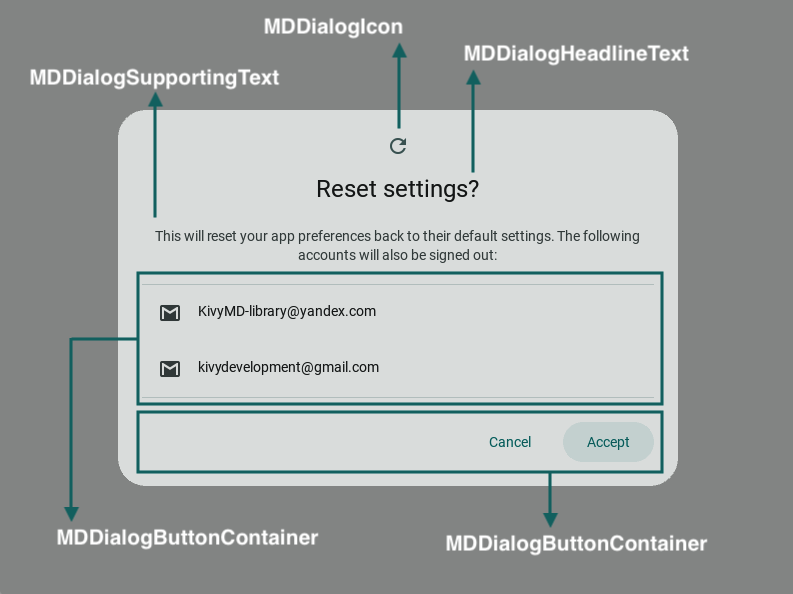 MDDialogIcon
MDDialogHeadlineText
MDDialogSupportingText
Reset settings?
This will reset your app preferences back to their default settings. The following
accounts will also be signed out:
KivyMD-library@yandex.com
kivydevelopment@gmail.com
Cancel
Accept
MDDialogButtonContainer
MDDialogButtonContainer